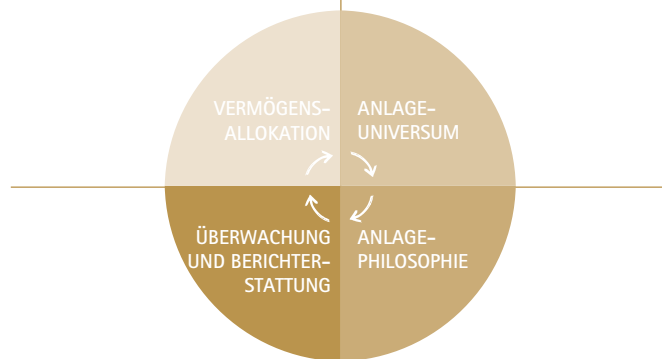 VERMÖGENS-
ALLOKATION
ANLAGE-
UNIVERSUM
ÜBERWACHUNG
UND BERICHTER-
STATTUNG
ANLAGE-
PHILOSOPHIE